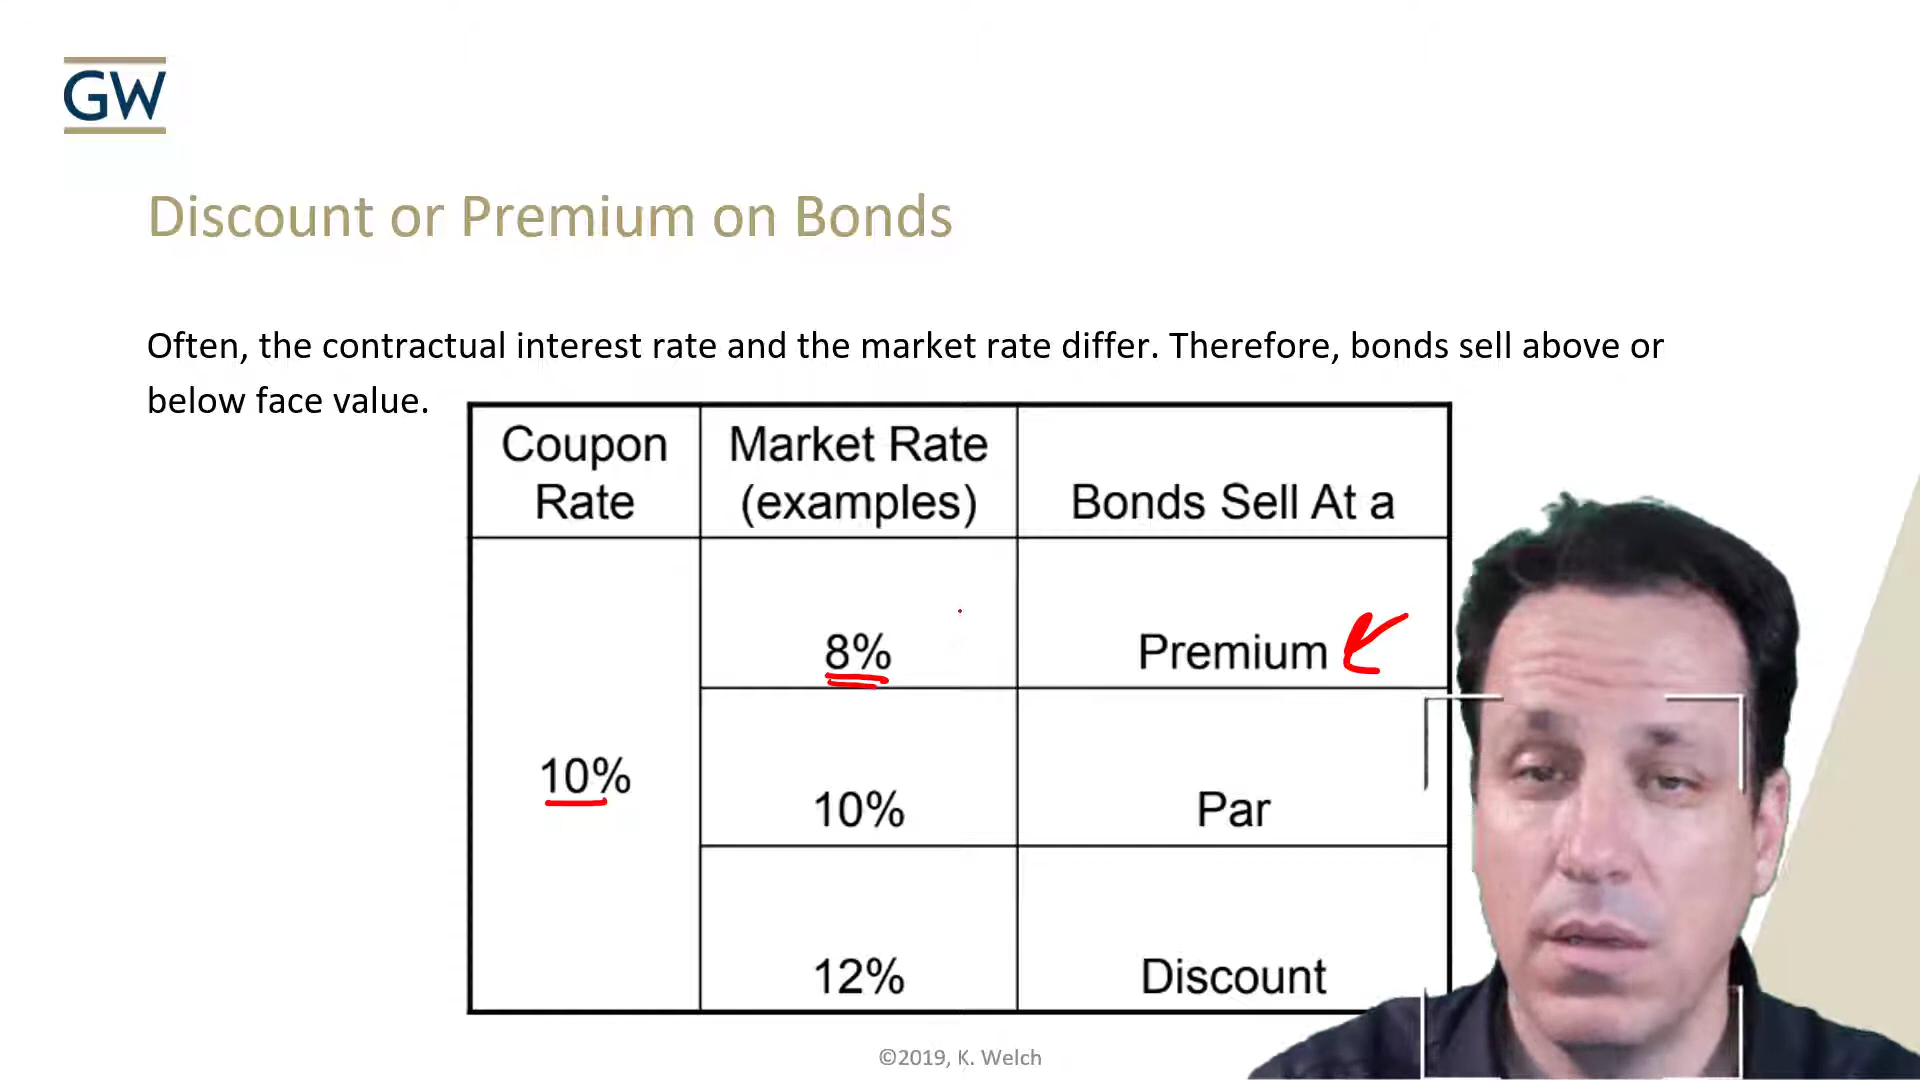 GW
Discount or Premium on Bonds
Often, the contractual interest rate and the market rate differ. Therefore, bonds sell above or
below face value.
Coupon Rate
Market Rate (examples)
Bonds Sell At a
10%
8%
Premium
10%
Par
12%
Discount
©2019, K. Welch